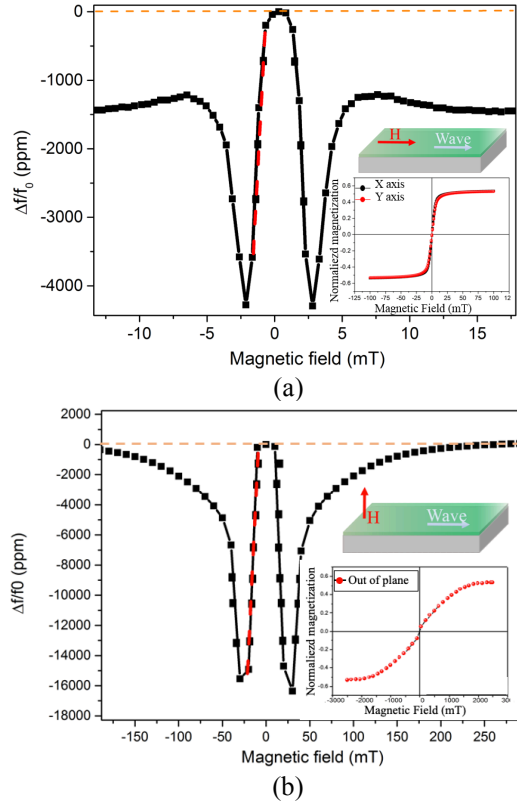 0
-1000
-2000
-3000
-4000
Δf/f₀ (ppm)
-10
-5
0
5
10
15
Magnetic field (mT)
H
Wave
X axis
Y axis
Normaliezd magnetization
0.6
0.4
0.2
0.0
-0.2
-0.4
-0.6
-125 -100 -75 -50 -25 0 25 50 75 100 12
Magnetic Field (mT)
(a)
2000
0
-2000
-4000
-6000
-8000
-10000
-12000
-14000
-16000
-18000
Δf/f0 (ppm)
-150 -100 -50 0 50 100 150 200 250
Magnetic field (mT)
H
Wave
Out of plane
Normaliezd magnetization
0.6
0.4
0.2
0.0
-0.2
-0.4
-0.6
-3000 -2000 -1000 0 1000 2000 3000
Magnetic Field (mT)
(b)